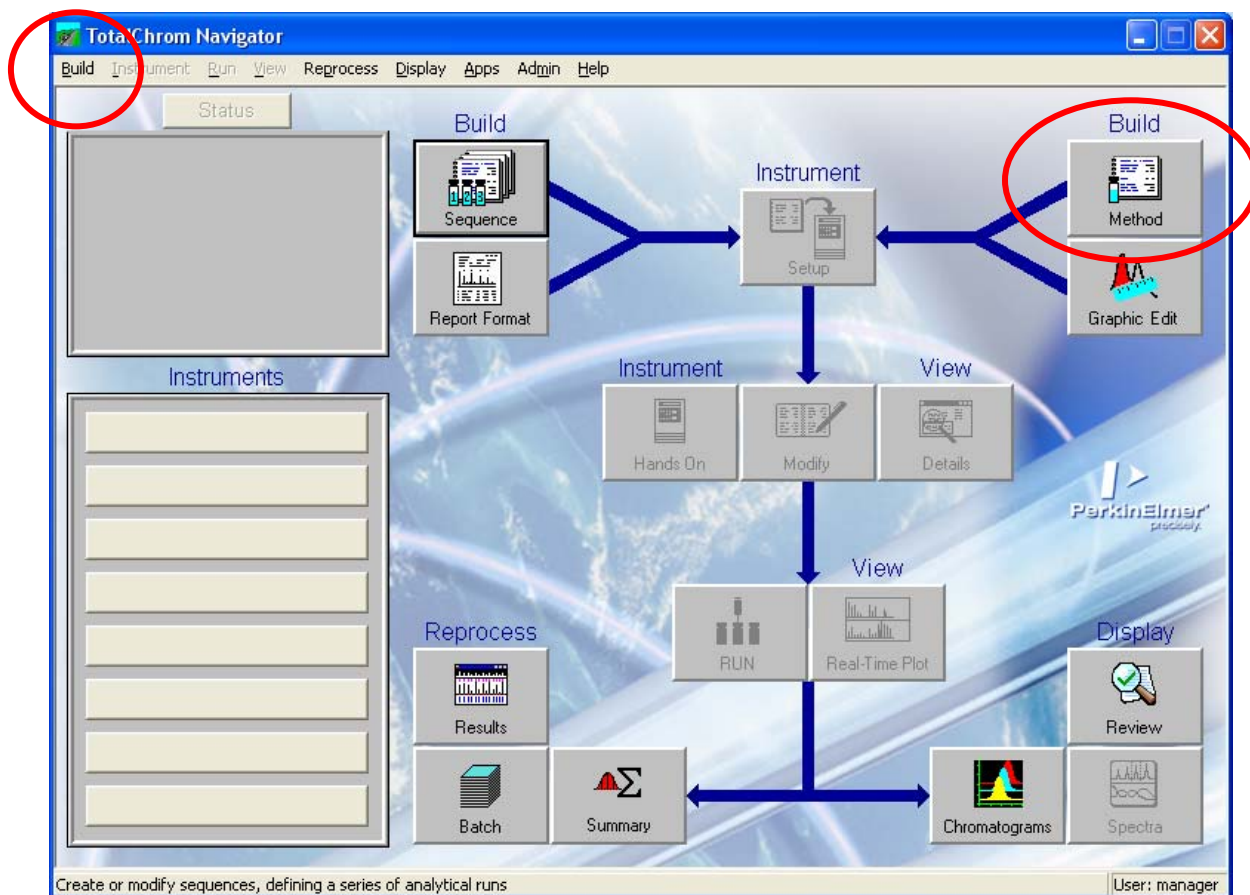 TotalChrom Navigator
Build Instrument Run View Reprocess Display Apps Admin Help
Status
Build
Sequence
Report Format
Instrument
Setup
Build
Method
Graphic Edit
Instruments
Instrument
Hands On
Modify
View
Details
PerkinElmer
precisely.
View
RUN
Real-Time Plot
Reprocess
Results
Batch
Summary
Display
Review
Chromatograms
Spectra
Create or modify sequences, defining a series of analytical runs
User: manager